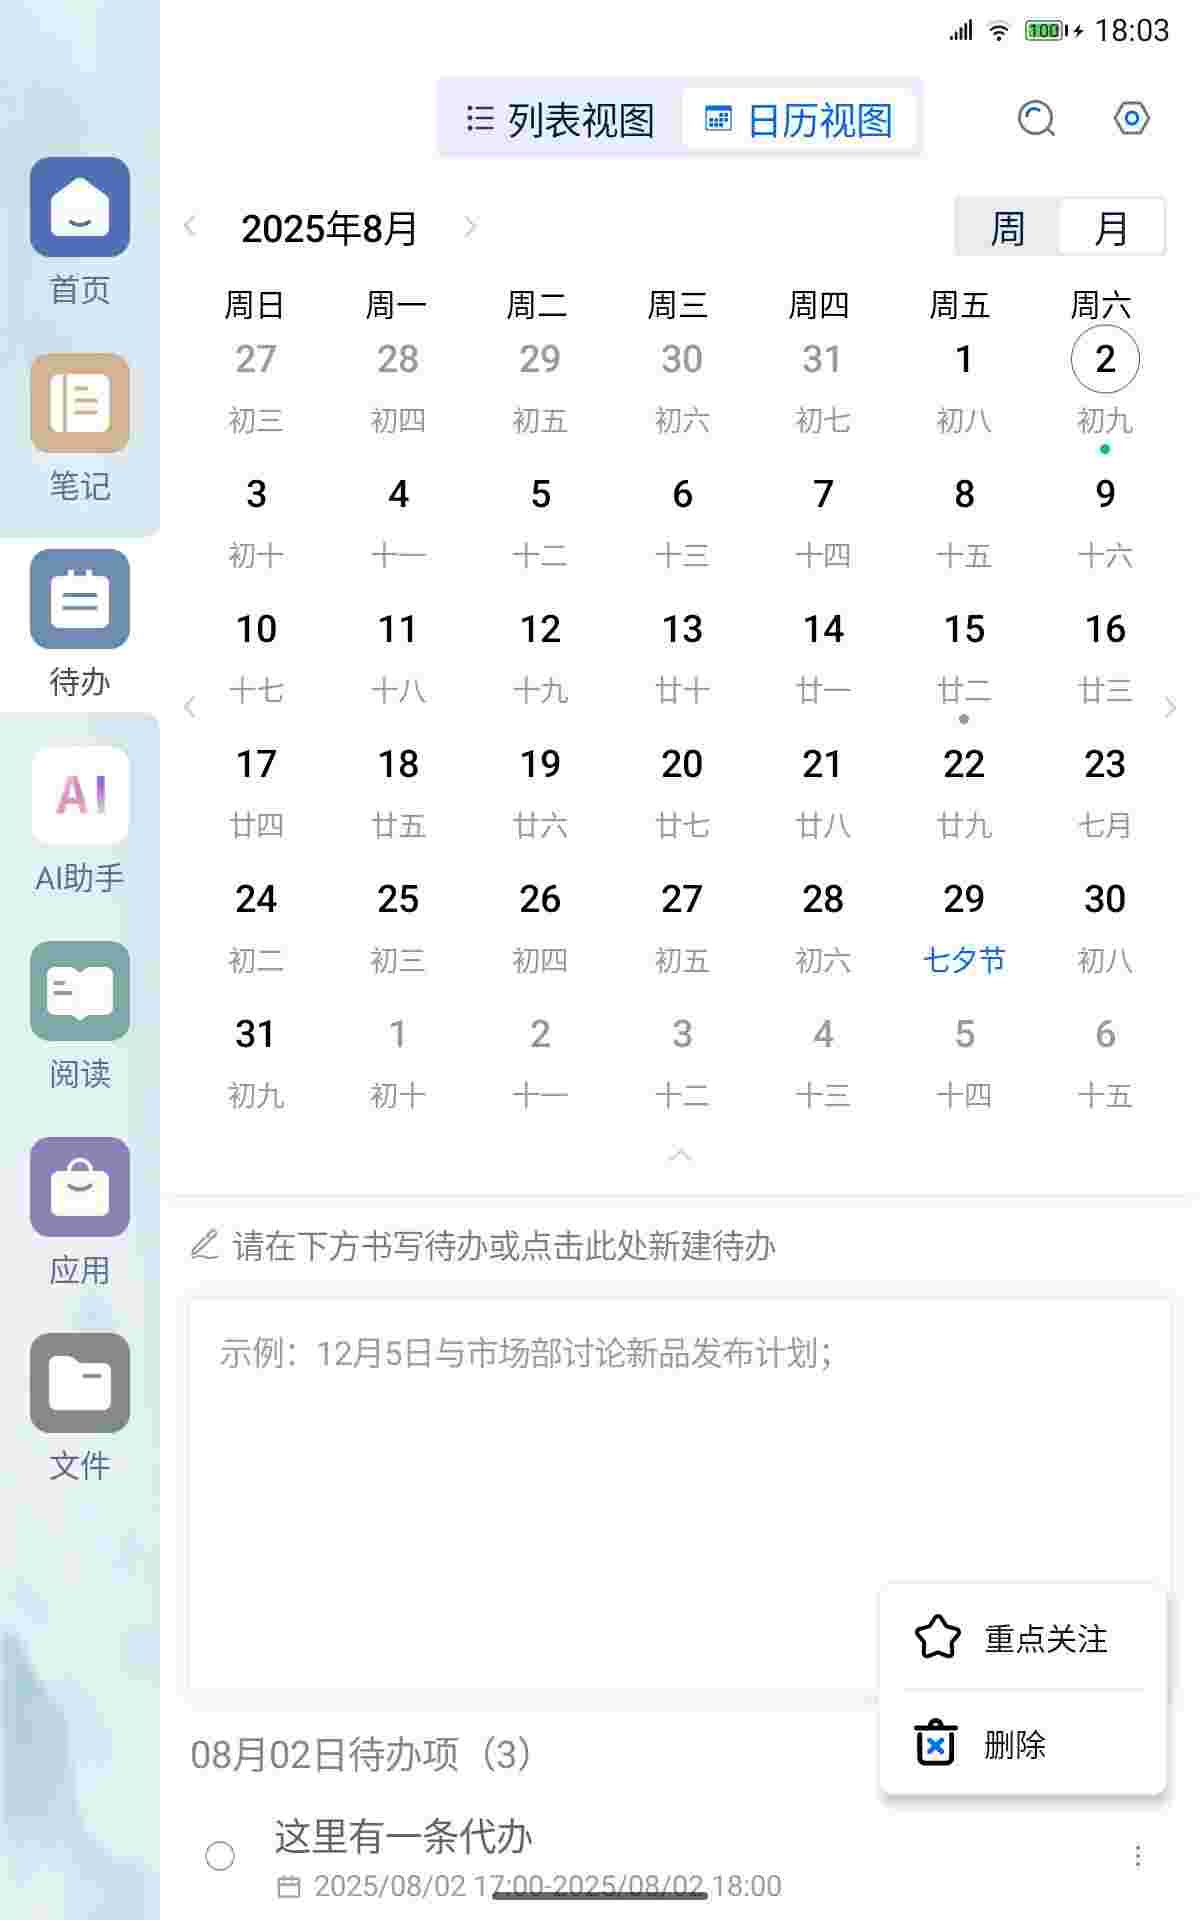 100 18:03
列表视图 日历视图
2025年8月 周 月
周日 周一 周二 周三 周四 周五 周六
27 28 29 30 31 1 2
初三 初四 初五 初六 初七 初八 初九
3 4 5 6 7 8 9
初十 十一 十二 十三 十四 十五 十六
10 11 12 13 14 15 16
十七 十八 十九 廿十 廿一 廿二 廿三
17 18 19 20 21 22 23
廿四 廿五 廿六 廿七 廿八 廿九 七月
24 25 26 27 28 29 30
初二 初三 初四 初五 初六 七夕节 初八
31 1 2 3 4 5 6
初九 初十 十一 十二 十三 十四 十五
请在下方书写待办或点击此处新建待办
示例：12月5日与市场部讨论新品发布计划；
重点关注
删除
08月02日待办项（3）
这里有一条代办
2025/08/02 17:00-2025/08/02 18:00
首页
笔记
待办
AI
AI助手
阅读
应用
文件